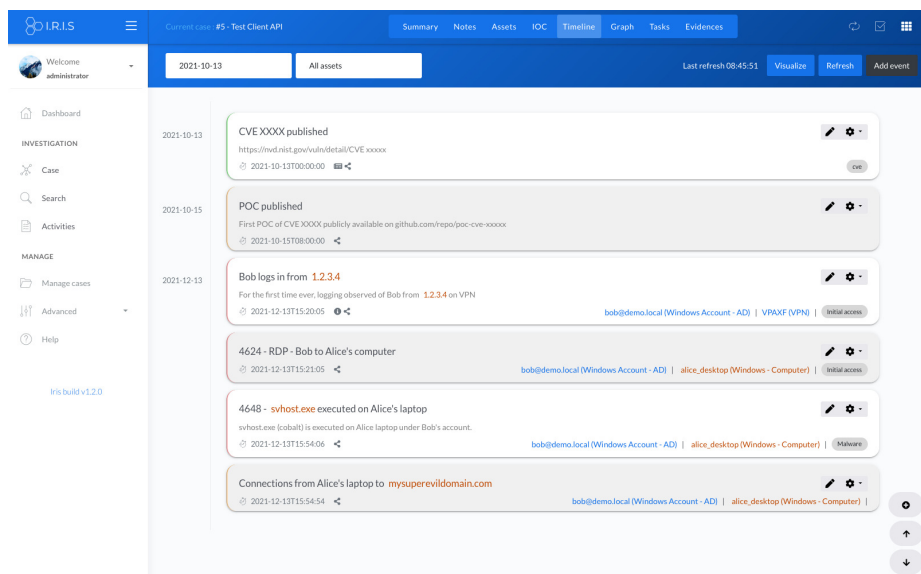 I.R.I.S
Current case : #5 - Test Client API
Summary Notes Assets IOC Timeline Graph Tasks Evidences
Welcome
administrator
2021-10-13
All assets
Last refresh 08:45:51
Visualize
Refresh
Add event
Dashboard
INVESTIGATION
Case
Search
Activities
MANAGE
Manage cases
Advanced
Help
Iris build v1.2.0
2021-10-13
CVE XXXX published
https://nvd.nist.gov/vuln/detail/CVE xxxxx
2021-10-13T00:00:00
cve
2021-10-15
POC published
First POC of CVE XXXX publicly available on github.com/repo/poc-cve-xxxxx
2021-10-15T08:00:00
2021-12-13
Bob logs in from 1.2.3.4
For the first time ever, logging observed of Bob from 1.2.3.4 on VPN
2021-12-13T15:20:05
bob@demo.local (Windows Account - AD) | VPAXF (VPN) | Initial access
4624 - RDP - Bob to Alice's computer
2021-12-13T15:21:05
bob@demo.local (Windows Account - AD) | alice_desktop (Windows - Computer) | Initial access
4648 - svhost.exe executed on Alice's laptop
svhost.exe (cobalt) is executed on Alice laptop under Bob's account.
2021-12-13T15:54:06
bob@demo.local (Windows Account - AD) | alice_desktop (Windows - Computer) | Malware
Connections from Alice's laptop to mysuperevildomain.com
2021-12-13T15:54:54
bob@demo.local (Windows Account - AD) | alice_desktop (Windows - Computer) |